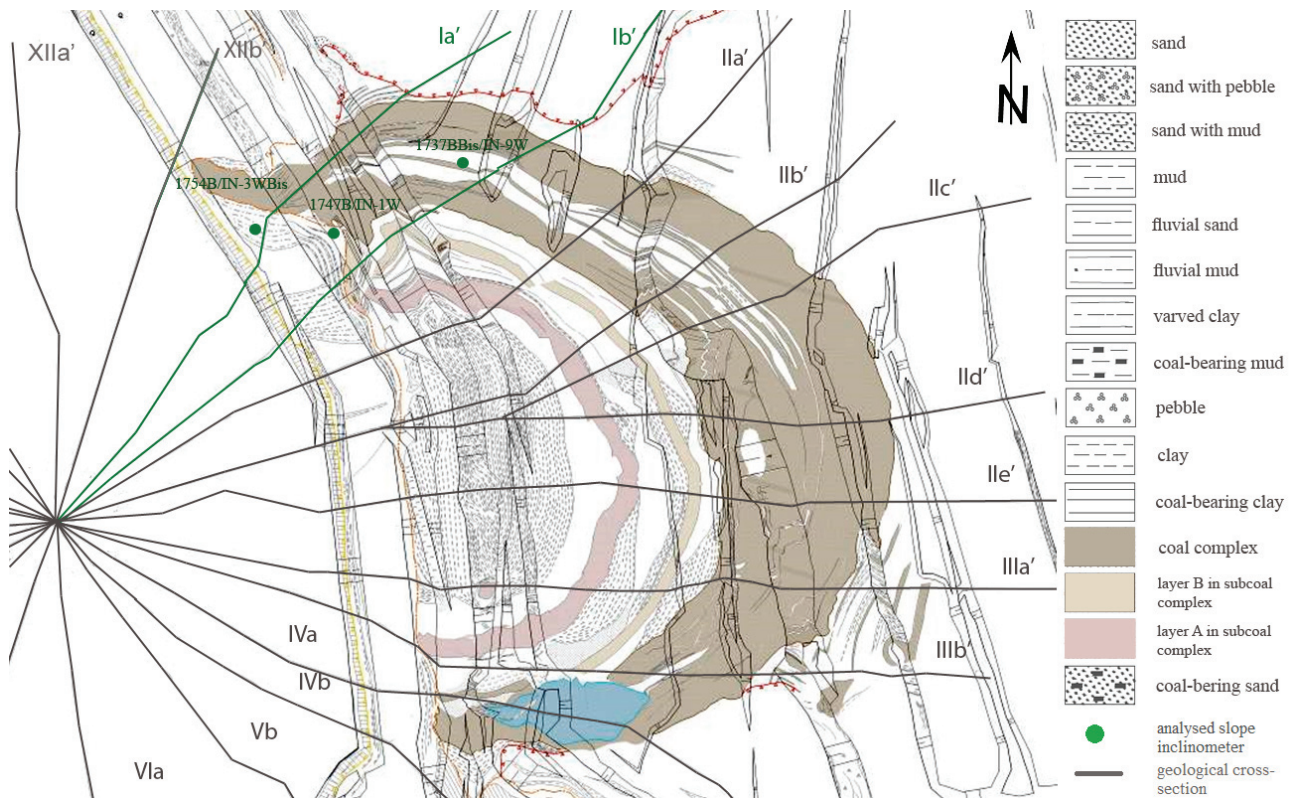 XIIa’
XIIb’
Ia’
Ib’
IIa’
IIb’
IIc’
IId’
IIe’
IIIa’
IIIb’
IVa
IVb
Vb
VIa
1737BBis/IN-9W
1754B/IN-3WBis
1747B/IN-1W
N
sand
sand with pebble
sand with mud
mud
fluvial sand
fluvial mud
varved clay
coal-bearing mud
pebble
clay
coal-bearing clay
coal complex
layer B in subcoal
complex
layer A in subcoal
complex
coal-bering sand
analysed slope
inclinometer
geological cross-
section